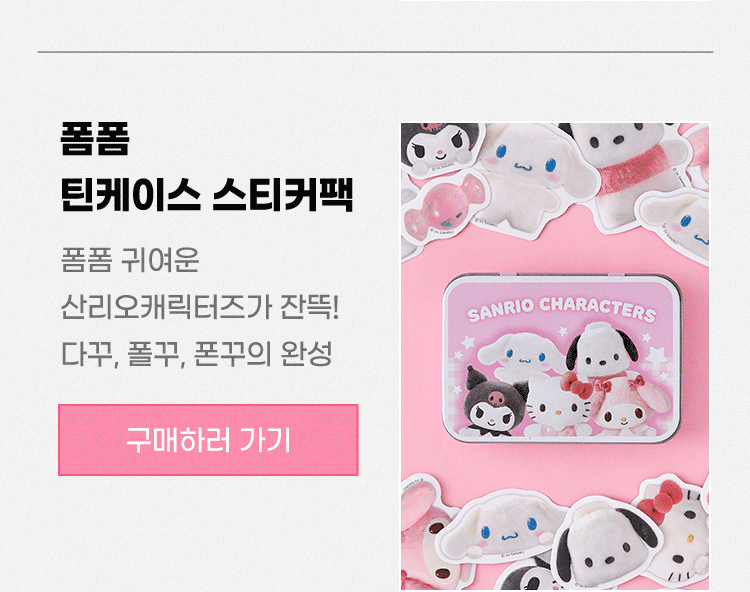 폼폼
틴케이스 스티커팩
폼폼 귀여운
산리오캐릭터즈가 잔뜩!
다꾸, 폴꾸, 폰꾸의 완성
구매하러 가기
SANRIO CHARACTERS